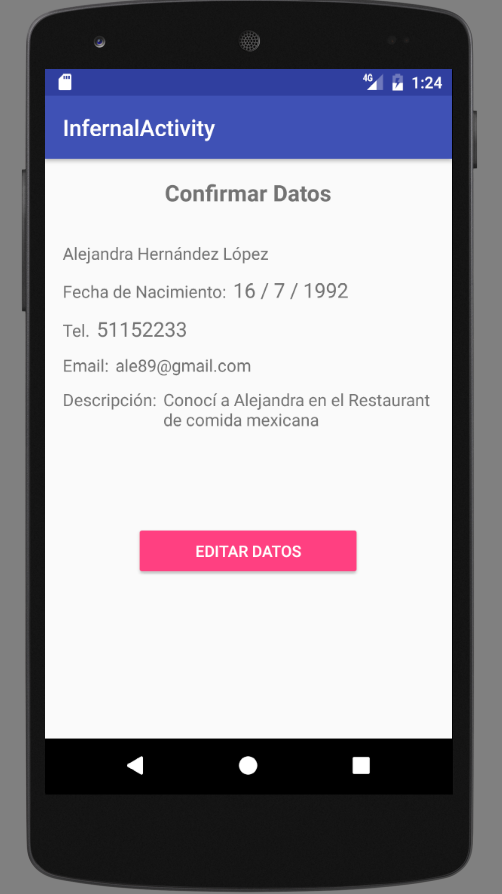 4G 1:24
InfernalActivity
Confirmar Datos
Alejandra Hernández López
Fecha de Nacimiento: 16 / 7 / 1992
Tel. 51152233
Email: ale89@gmail.com
Descripción: Conocí a Alejandra en el Restaurant
de comida mexicana
EDITAR DATOS